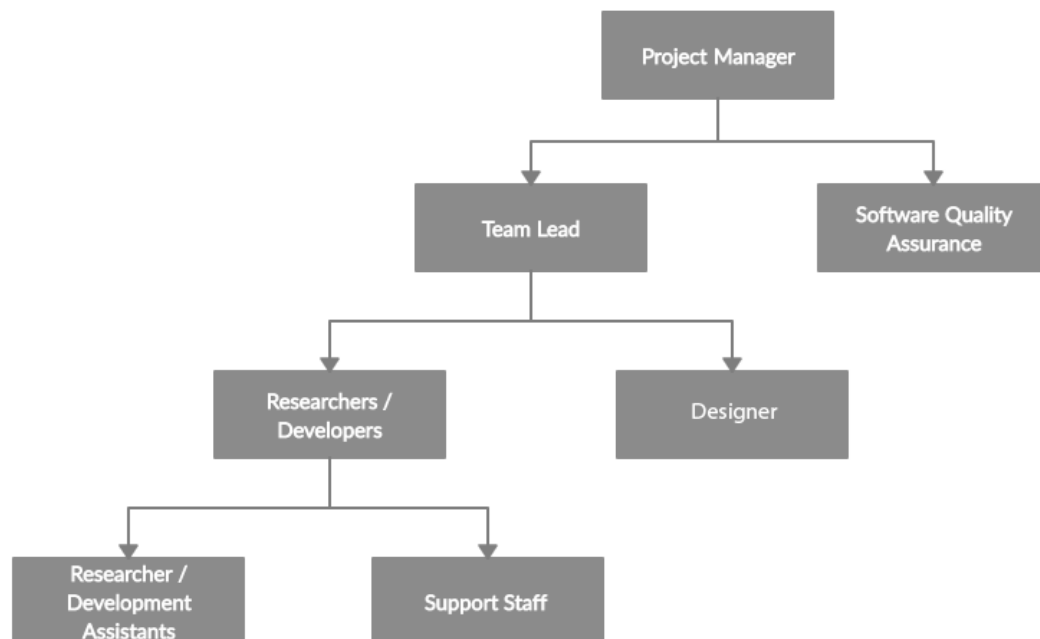 Project Manager
Team Lead
Software Quality
Assurance
Researchers /
Developers
Designer
Researcher /
Development
Assistants
Support Staff